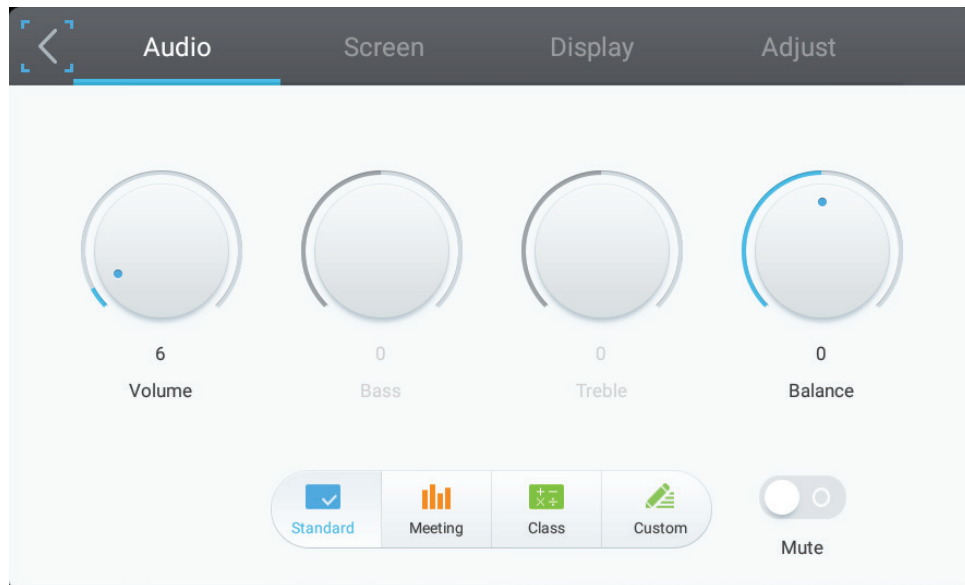 Audio Screen Display Adjust
6 0 0 0
Volume Bass Treble Balance
Standard Meeting Class Custom
Mute